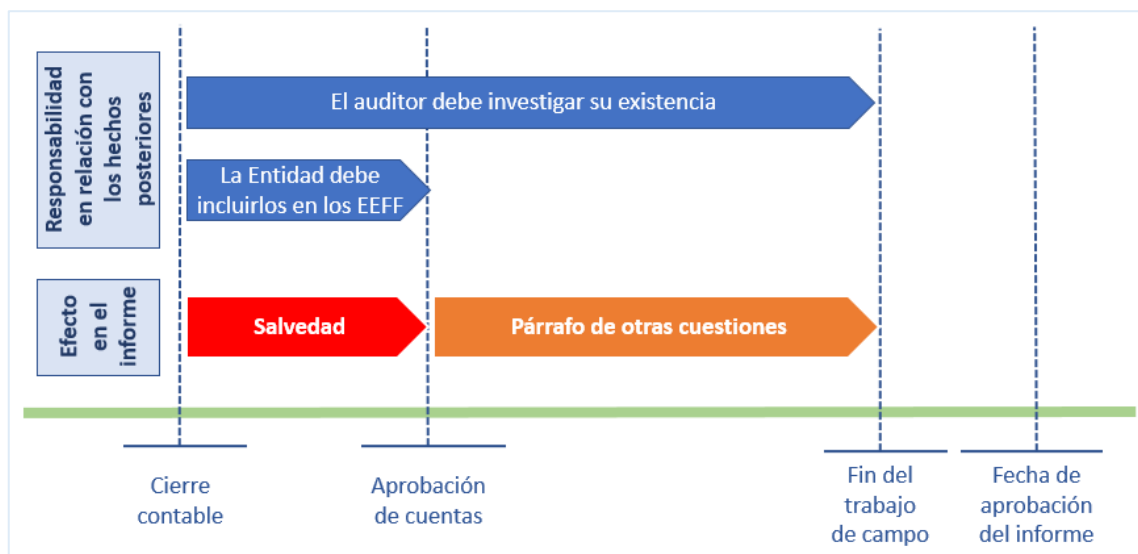 Responsabilidad
en relación con
los hechos
posteriores
El auditor debe investigar su existencia
La Entidad debe
incluirlos en los EEFF
Efecto
en el
informe
Salvedad
Párrafo de otras cuestiones
Cierre
contable
Aprobación
de cuentas
Fin del
trabajo
de campo
Fecha de
aprobación
del informe